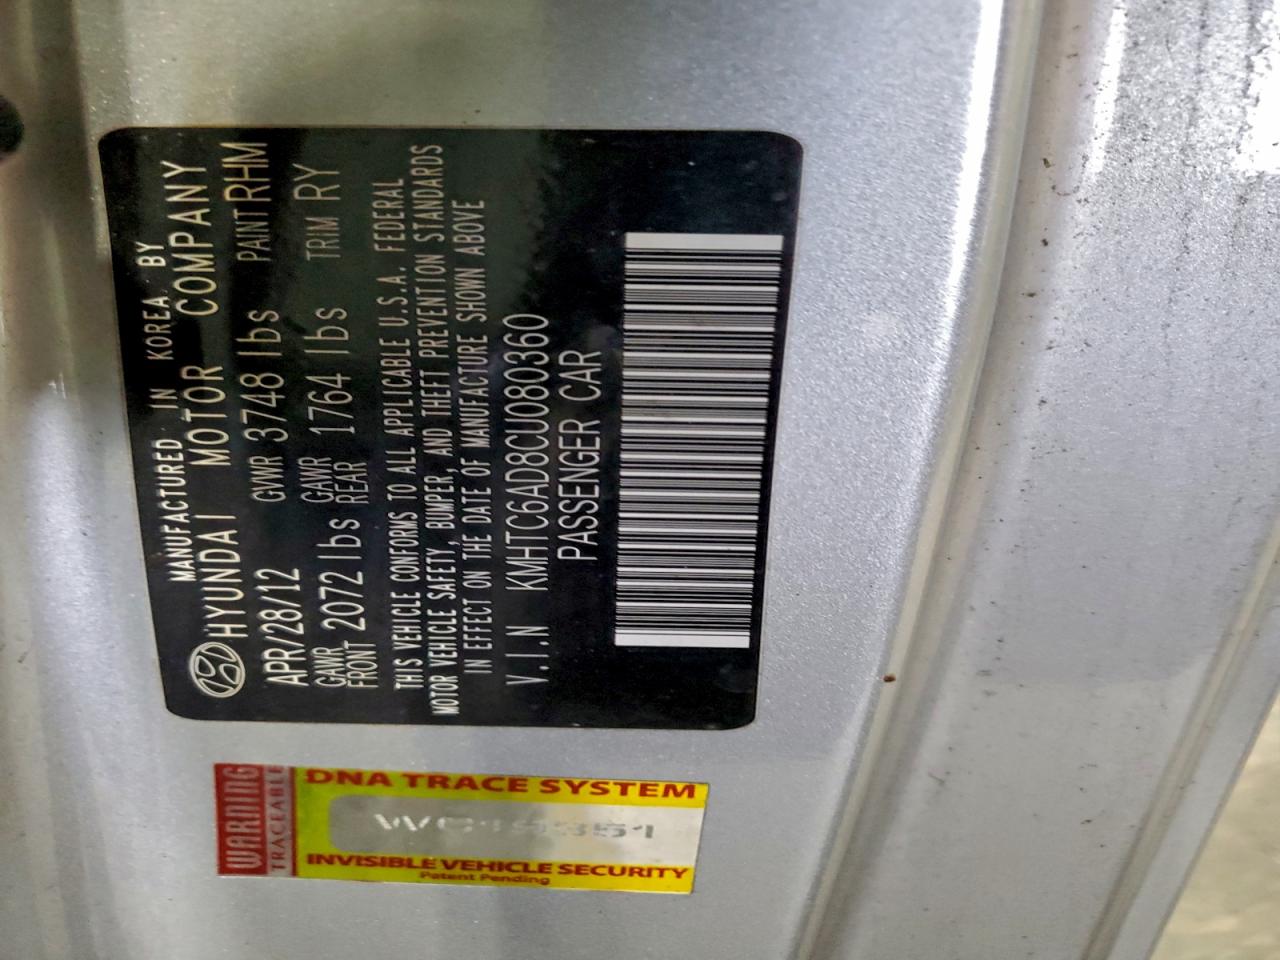 MANUFACTURED IN KOREA BY
HYUNDAI MOTOR COMPANY
APR/28/12 GVWR 3748 lbs PAINT RHM
GAWR FRONT 2072 lbs GAWR REAR 1764 lbs TRIM RY
THIS VEHICLE CONFORMS TO ALL APPLICABLE U.S.A. FEDERAL
MOTOR VEHICLE SAFETY, BUMPER, AND THEFT PREVENTION STANDARDS
IN EFFECT ON THE DATE OF MANUFACTURE SHOWN ABOVE
V.I.N KMHTC6AD8CU080360
PASSENGER CAR
WARNING
TRACEABLE
DNA TRACE SYSTEM
INVISIBLE VEHICLE SECURITY
Patent Pending